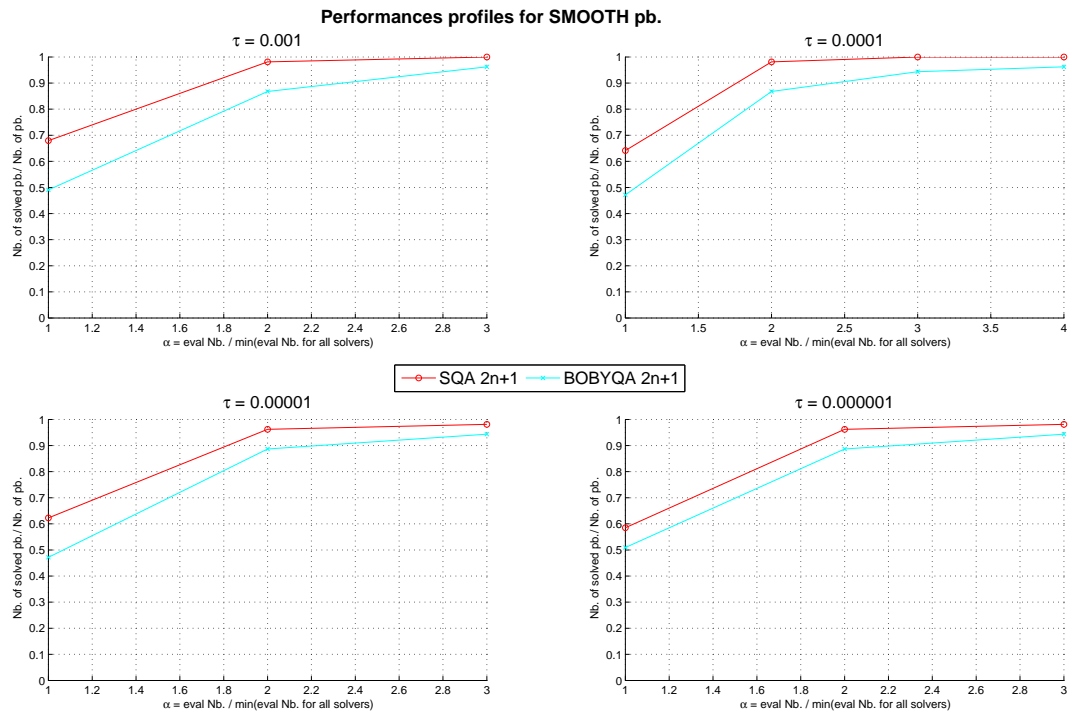 Performances profiles for SMOOTH pb.
τ = 0.001
Nb. of solved pb./ Nb. of pb.
1
0.9
0.8
0.7
0.6
0.5
0.4
0.3
0.2
0.1
0
1 1.2 1.4 1.6 1.8 2 2.2 2.4 2.6 2.8 3
α = eval Nb. / min(eval Nb. for all solvers)
τ = 0.0001
Nb. of solved pb./ Nb. of pb.
1
0.9
0.8
0.7
0.6
0.5
0.4
0.3
0.2
0.1
0
1 1.5 2 2.5 3 3.5 4
α = eval Nb. / min(eval Nb. for all solvers)
SQA 2n+1 BOBYQA 2n+1
τ = 0.00001
Nb. of solved pb./ Nb. of pb.
1
0.9
0.8
0.7
0.6
0.5
0.4
0.3
0.2
0.1
0
1 1.2 1.4 1.6 1.8 2 2.2 2.4 2.6 2.8 3
α = eval Nb. / min(eval Nb. for all solvers)
τ = 0.000001
Nb. of solved pb./ Nb. of pb.
1
0.9
0.8
0.7
0.6
0.5
0.4
0.3
0.2
0.1
0
1 1.2 1.4 1.6 1.8 2 2.2 2.4 2.6 2.8 3
α = eval Nb. / min(eval Nb. for all solvers)